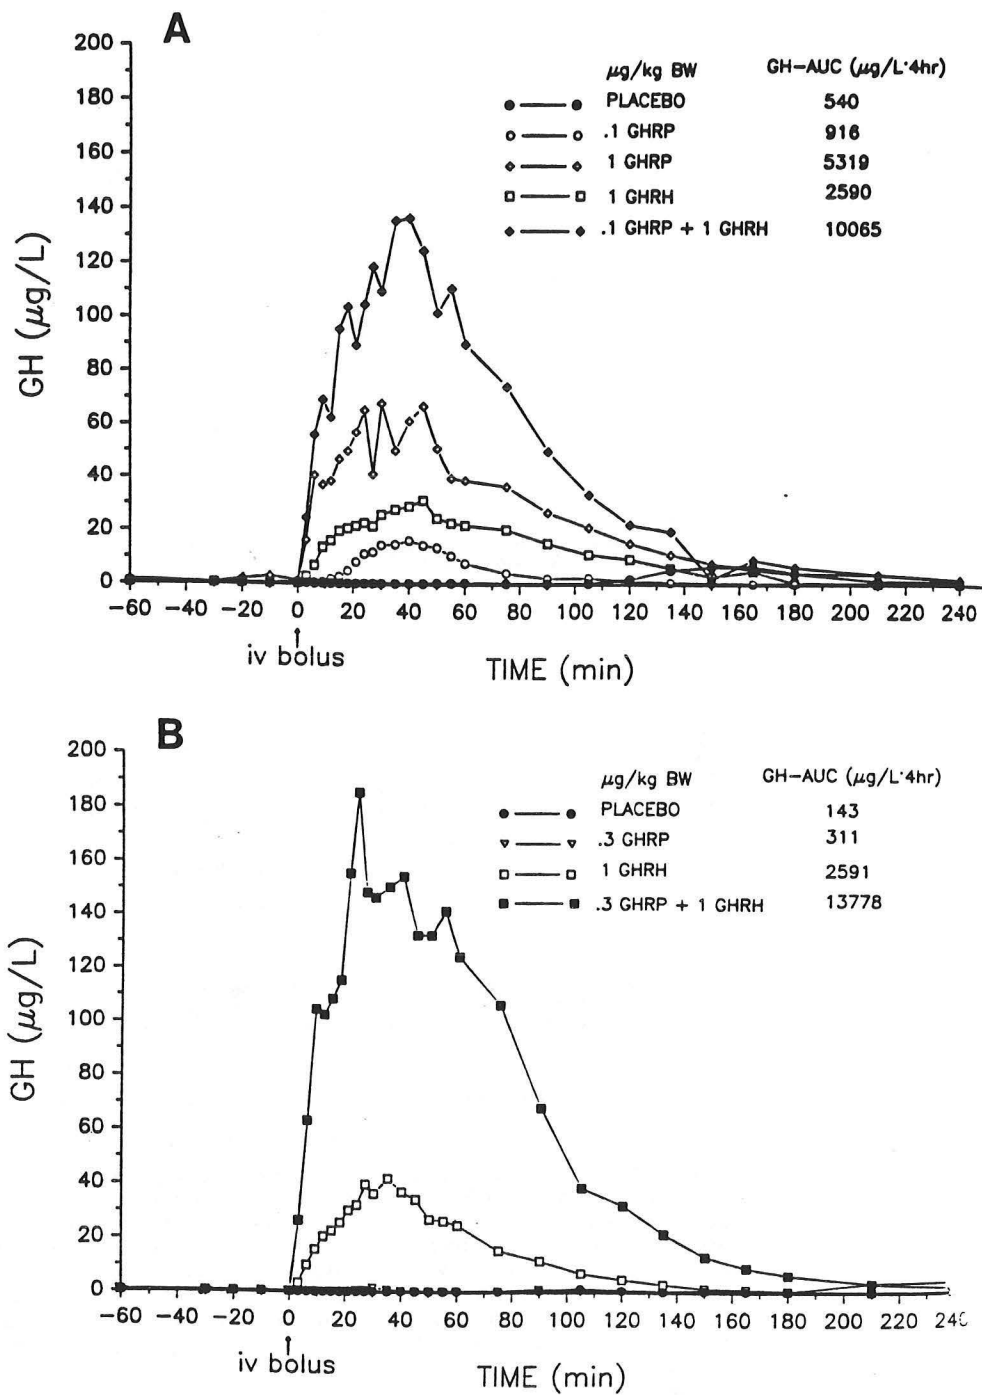 A
200
180
160
140
120
100
80
60
40
20
0
GH (μg/L)
μg/kg BW GH–AUC (μg/L·4hr)
PLACEBO 540
.1 GHRP 916
1 GHRP 5319
1 GHRH 2590
.1 GHRP + 1 GHRH 10065
−60 −40 −20 0 20 40 60 80 100 120 140 160 180 200 220 240
iv bolus
TIME (min)
B
200
180
160
140
120
100
80
60
40
20
0
GH (μg/L)
μg/kg BW GH–AUC (μg/L·4hr)
PLACEBO 143
.3 GHRP 311
1 GHRH 2591
.3 GHRP + 1 GHRH 13778
−60 −40 −20 0 20 40 60 80 100 120 140 160 180 200 220 240
iv bolus
TIME (min)